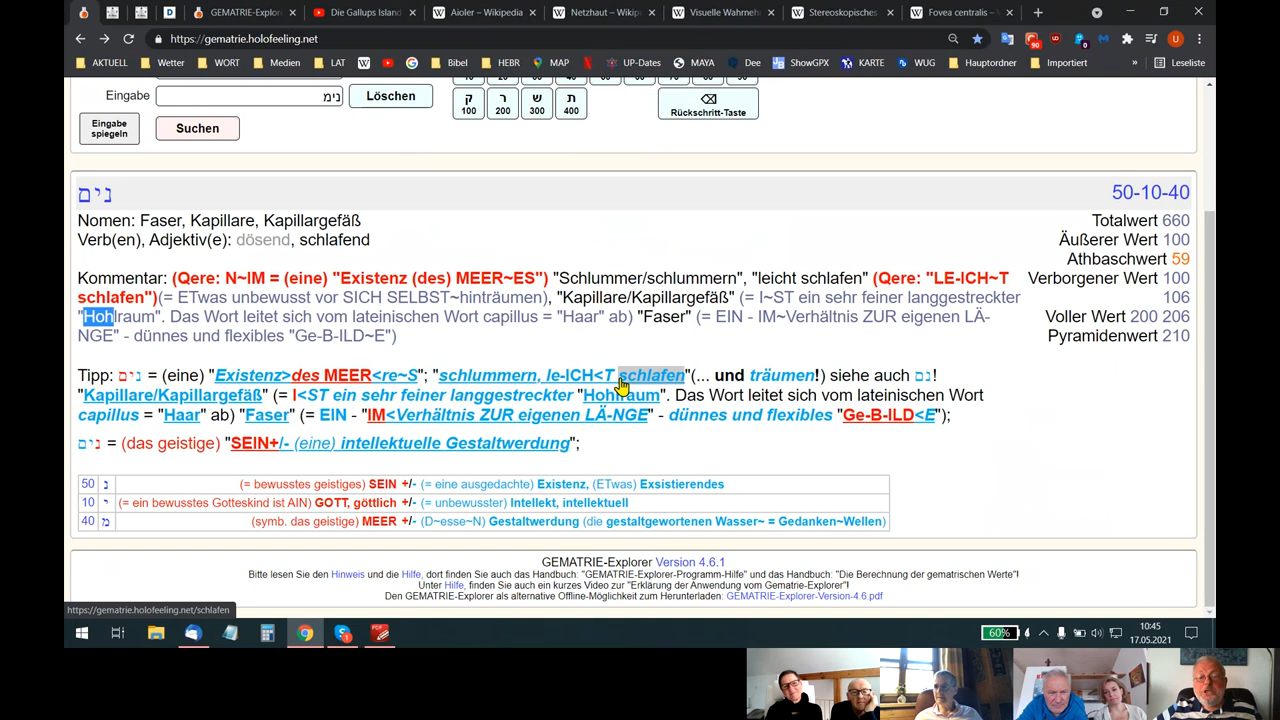 GEMATRIE-Explor
Die Gallups Island
Aioler – Wikipedia
Netzhaut – Wikip
Visuelle Wahrneh
Stereoskopisches
Fovea centralis – V
https://gematrie.holofeeling.net
AKTUELL Wetter WORT Medien LAT Bibel HEBR MAP UP-Dates MAYA Dee ShowGPX KARTE WUG Hauptordner Importiert » Leseliste
Eingabe נימ Löschen
ק 100 ר 200 ש 300 ת 400 Rückschritt-Taste
Eingabe spiegeln Suchen
נים 50-10-40
Nomen: Faser, Kapillare, Kapillargefäß Totalwert 660
Verb(en), Adjektiv(e): dösend, schlafend Äußerer Wert 100
Athbaschwert 59
Kommentar: (Qere: N~IM = (eine) "Existenz (des) MEER~ES") "Schlummer/schlummern", "leicht schlafen" (Qere: "LE-ICH~T Verborgener Wert 100
schlafen")(= ETwas unbewusst vor SICH SELBST~hinträumen), "Kapillare/Kapillargefäß" (= I~ST ein sehr feiner langgestreckter 106
"Hohlraum". Das Wort leitet sich vom lateinischen Wort capillus = "Haar" ab) "Faser" (= EIN - IM~Verhältnis ZUR eigenen LÄ- Voller Wert 200 206
NGE" - dünnes und flexibles "Ge-B-ILD~E") Pyramidenwert 210
Tipp: נים = (eine) "Existenz>des MEER<re~S"; "schlummern, le-ICH<T schlafen"(... und träumen!) siehe auch נם!
"Kapillare/Kapillargefäß" (= I<ST ein sehr feiner langgestreckter "Hohlraum". Das Wort leitet sich vom lateinischen Wort
capillus = "Haar" ab) "Faser" (= EIN - "IM<Verhältnis ZUR eigenen LÄ-NGE" - dünnes und flexibles "Ge-B-ILD<E");
נים = (das geistige) "SEIN+/- (eine) intellektuelle Gestaltwerdung";
50 נ (= bewusstes geistiges) SEIN +/- (= eine ausgedachte) Existenz, (ETwas) Exsistierendes
10 י (= ein bewusstes Gotteskind ist AIN) GOTT, göttlich +/- (= unbewusster) Intellekt, intellektuell
40 מ (symb. das geistige) MEER +/- (D~esse~N) Gestaltwerdung (die gestaltgewortenen Wasser~ = Gedanken~Wellen)
GEMATRIE-Explorer Version 4.6.1
Bitte lesen Sie den Hinweis und die Hilfe, dort finden Sie auch das Handbuch: "GEMATRIE-Explorer-Programm-Hilfe" und das Handbuch: "Die Berechnung der gematrischen Werte"!
Unter Hilfe, finden Sie auch ein kurzes Video zur "Erklärung der Anwendung vom Gematrie-Explorer"!
Den GEMATRIE-Explorer als alternative Offline-Möglichkeit zum Herunterladen: GEMATRIE-Explorer-Version-4.6.pdf
https://gematrie.holofeeling.net/schlafen
60%
10:45
17.05.2021